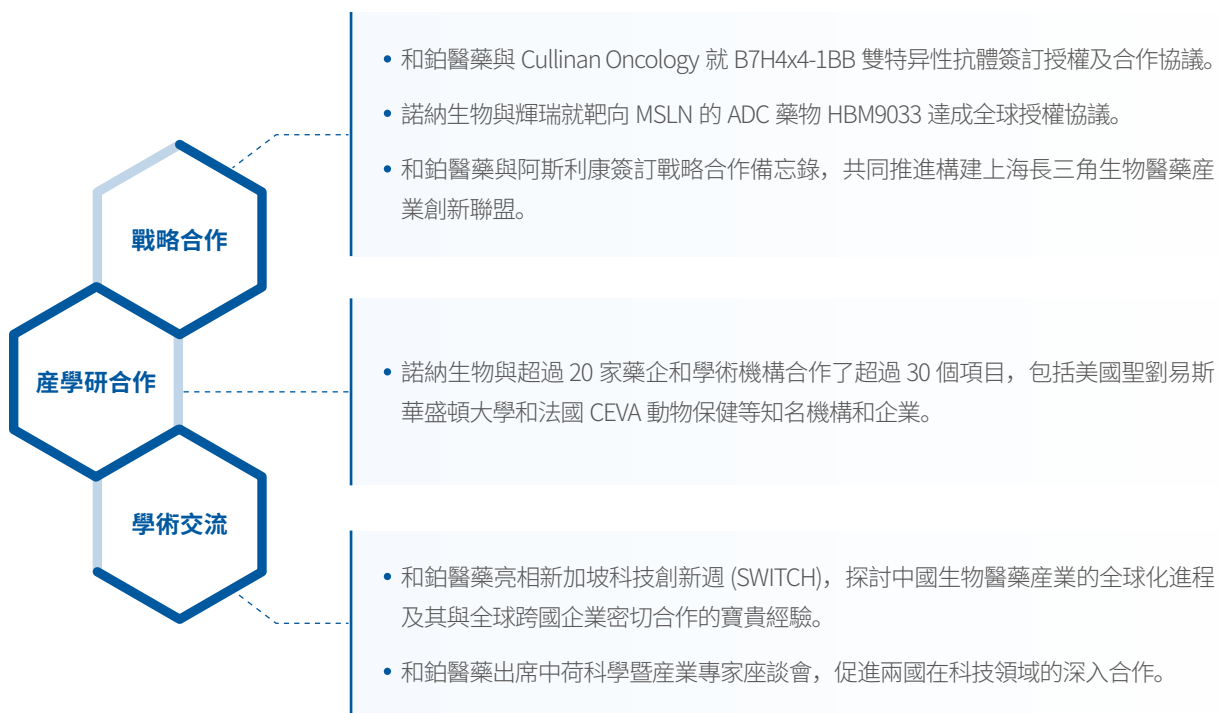 • 和鉑醫藥與 Cullinan Oncology 就 B7H4x4-1BB 雙特异性抗體簽訂授權及合作協議。
• 諾納生物與輝瑞就靶向 MSLN 的 ADC 藥物 HBM9033 達成全球授權協議。
• 和鉑醫藥與阿斯利康簽訂戰略合作備忘錄，共同推進構建上海長三角生物醫藥産
業創新聯盟。
戰略合作
• 諾納生物與超過 20 家藥企和學術機構合作了超過 30 個項目，包括美國聖劉易斯
華盛頓大學和法國 CEVA 動物保健等知名機構和企業。
産學研合作
• 和鉑醫藥亮相新加坡科技創新週 (SWITCH)，探討中國生物醫藥産業的全球化進程
及其與全球跨國企業密切合作的寶貴經驗。
• 和鉑醫藥出席中荷科學暨産業專家座談會，促進兩國在科技領域的深入合作。
學術交流